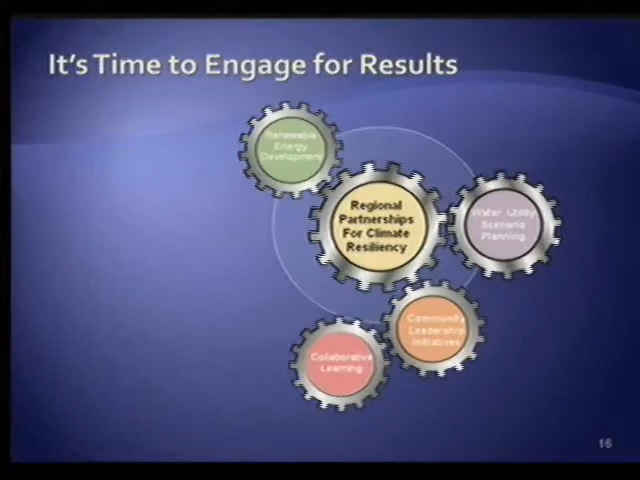 It's Time to Engage for Results
Renewable
Energy
Development
Regional
Partnerships
For Climate
Resiliency
Water Utility
Scenario
Planning
Community
Leadership
Initiatives
Collaborative
Learning
16